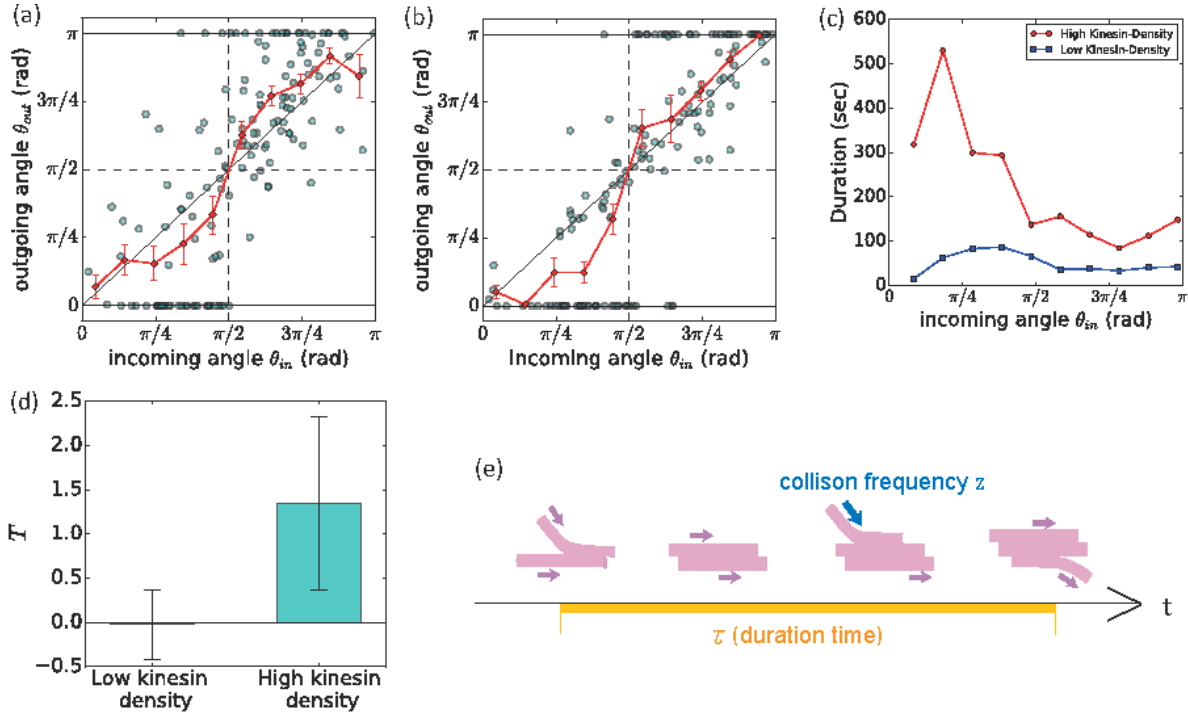 (a)
π
3π/4
π/2
π/4
0
outgoing angle θout (rad)
0 π/4 π/2 3π/4 π
incoming angle θin (rad)
(b)
π
3π/4
π/2
π/4
0
outgoing angle θout (rad)
0 π/4 π/2 3π/4 π
Incoming angle θin (rad)
(c)
High Kinesin-Density
Low Kinesin-Density
600
500
400
300
200
100
0
Duration (sec)
0 π/4 π/2 3π/4 π
incoming angle θin (rad)
(d)
2.5
2.0
1.5
1.0
0.5
0.0
−0.5
T
Low kinesin
density
High kinesin
density
(e)
collison frequency z
t
τ (duration time)